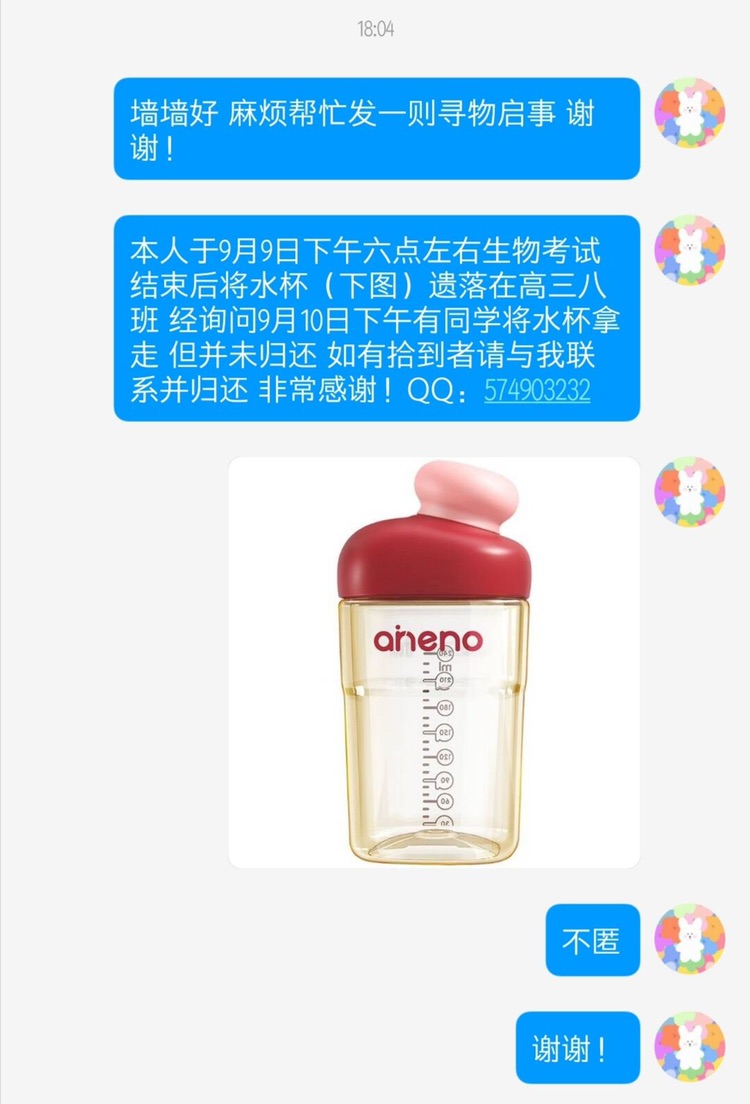 18:04
墙墙好 麻烦帮忙发一则寻物启事 谢
谢！
本人于9月9日下午六点左右生物考试
结束后将水杯（下图）遗落在高三八
班 经询问9月10日下午有同学将水杯拿
走 但并未归还 如有拾到者请与我联
系并归还 非常感谢！QQ：574903232
aheno
240
ml
210
180
150
120
90
60
30
不匿
谢谢！